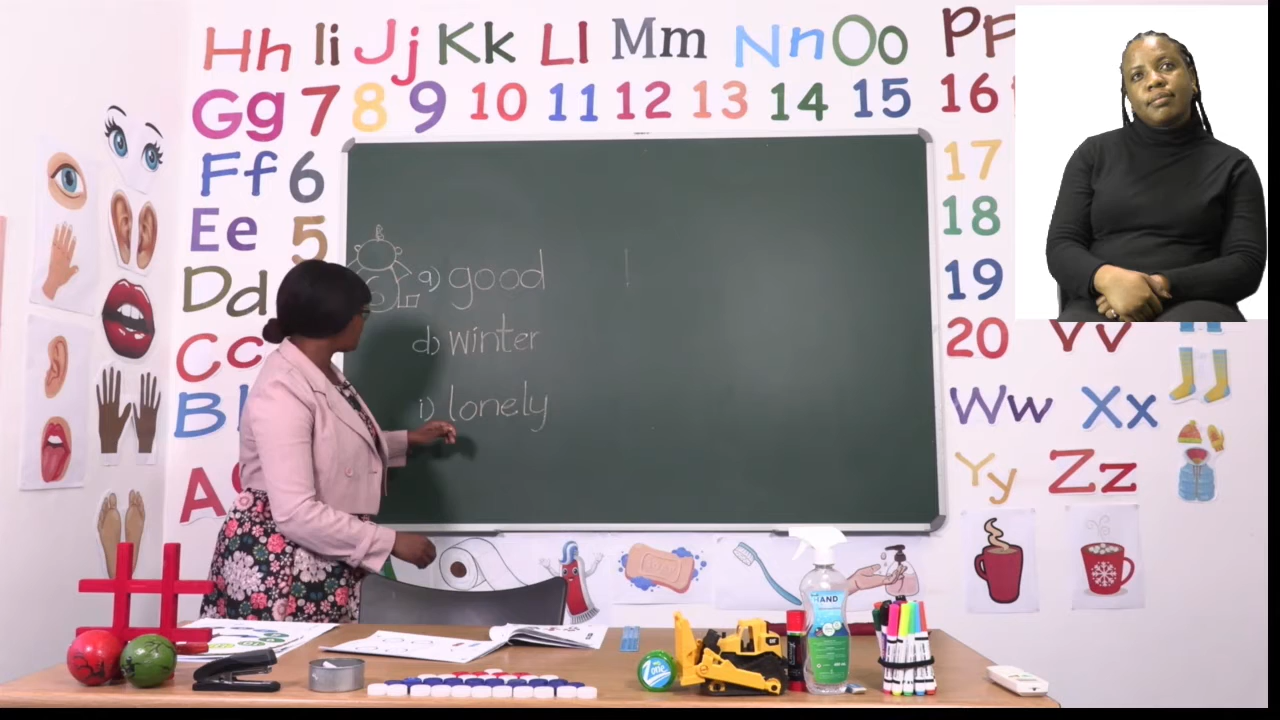 Hh Ii Jj Kk Ll Mm Nn Oo Pp
Gg 7 8 9 10 11 12 13 14 15 16
Ff 6 17
Ee 5 18
Dd 19
Cc 20 Vv
B Ww Xx
A Yy Zz
a) good
d) winter
i) lonely
HAND
CAT